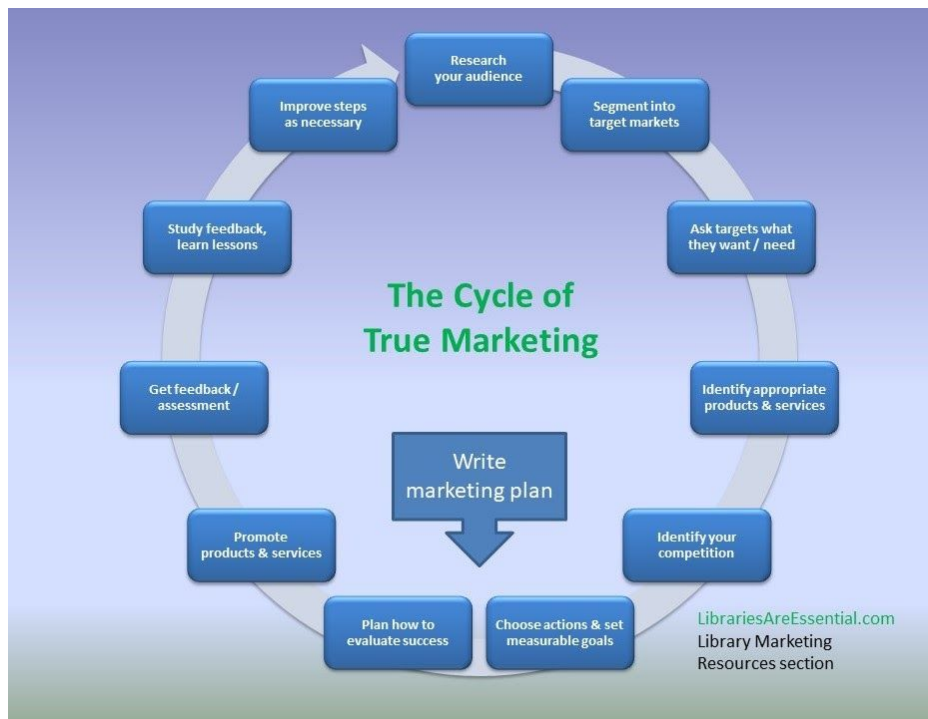 Research
your audience
Segment into
target markets
Ask targets what
they want / need
Identify appropriate
products & services
Identify your
competition
Choose actions & set
measurable goals
Plan how to
evaluate success
Promote
products & services
Get feedback/
assessment
Study feedback,
learn lessons
Improve steps
as necessary
The Cycle of
True Marketing
Write
marketing plan
LibrariesAreEssential.com
Library Marketing
Resources section